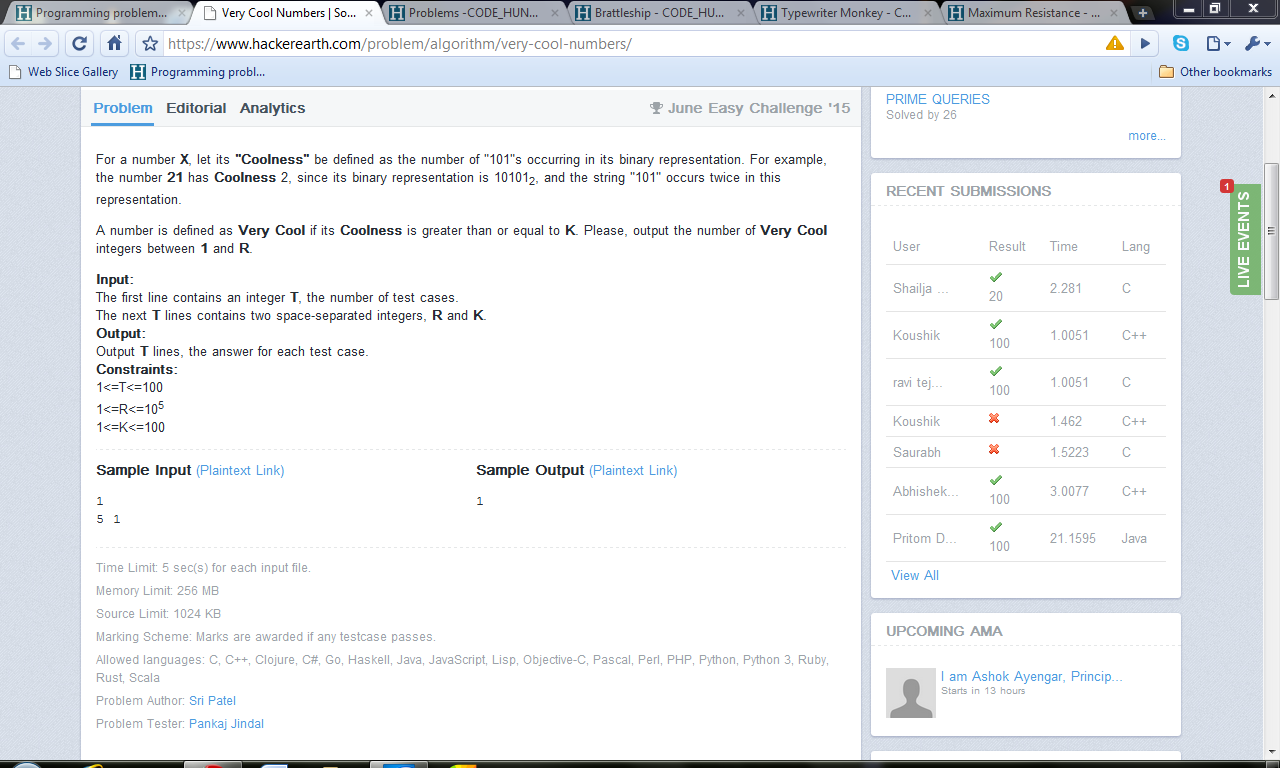 Programming problem...
Very Cool Numbers | So...
Problems -CODE_HUN...
Brattleship - CODE_HU...
Typewriter Monkey - C...
Maximum Resistance - ...
https://www.hackerearth.com/problem/algorithm/very-cool-numbers/
Web Slice Gallery
Programming probl...
Other bookmarks
Problem
Editorial
Analytics
June Easy Challenge '15
For a number X, let its "Coolness" be defined as the number of "101"s occurring in its binary representation. For example,
the number 21 has Coolness 2, since its binary representation is 10101₂, and the string "101" occurs twice in this
representation.
A number is defined as Very Cool if its Coolness is greater than or equal to K. Please, output the number of Very Cool
integers between 1 and R.
Input:
The first line contains an integer T, the number of test cases.
The next T lines contains two space-separated integers, R and K.
Output:
Output T lines, the answer for each test case.
Constraints:
1<=T<=100
1<=R<=10⁵
1<=K<=100
Sample Input (Plaintext Link)
1
5 1
Sample Output (Plaintext Link)
1
Time Limit: 5 sec(s) for each input file.
Memory Limit: 256 MB
Source Limit: 1024 KB
Marking Scheme: Marks are awarded if any testcase passes.
Allowed languages: C, C++, Clojure, C#, Go, Haskell, Java, JavaScript, Lisp, Objective-C, Pascal, Perl, PHP, Python, Python 3, Ruby,
Rust, Scala
Problem Author: Sri Patel
Problem Tester: Pankaj Jindal
PRIME QUERIES
Solved by 26
more...
RECENT SUBMISSIONS
User Result Time Lang
Shailja ... 20 2.281 C
Koushik 100 1.0051 C++
ravi tej... 100 1.0051 C
Koushik 1.462 C++
Saurabh 1.5223 C
Abhishek... 100 3.0077 C++
Pritom D... 100 21.1595 Java
View All
UPCOMING AMA
I am Ashok Ayengar, Princip...
Starts in 13 hours
1
LIVE EVENTS